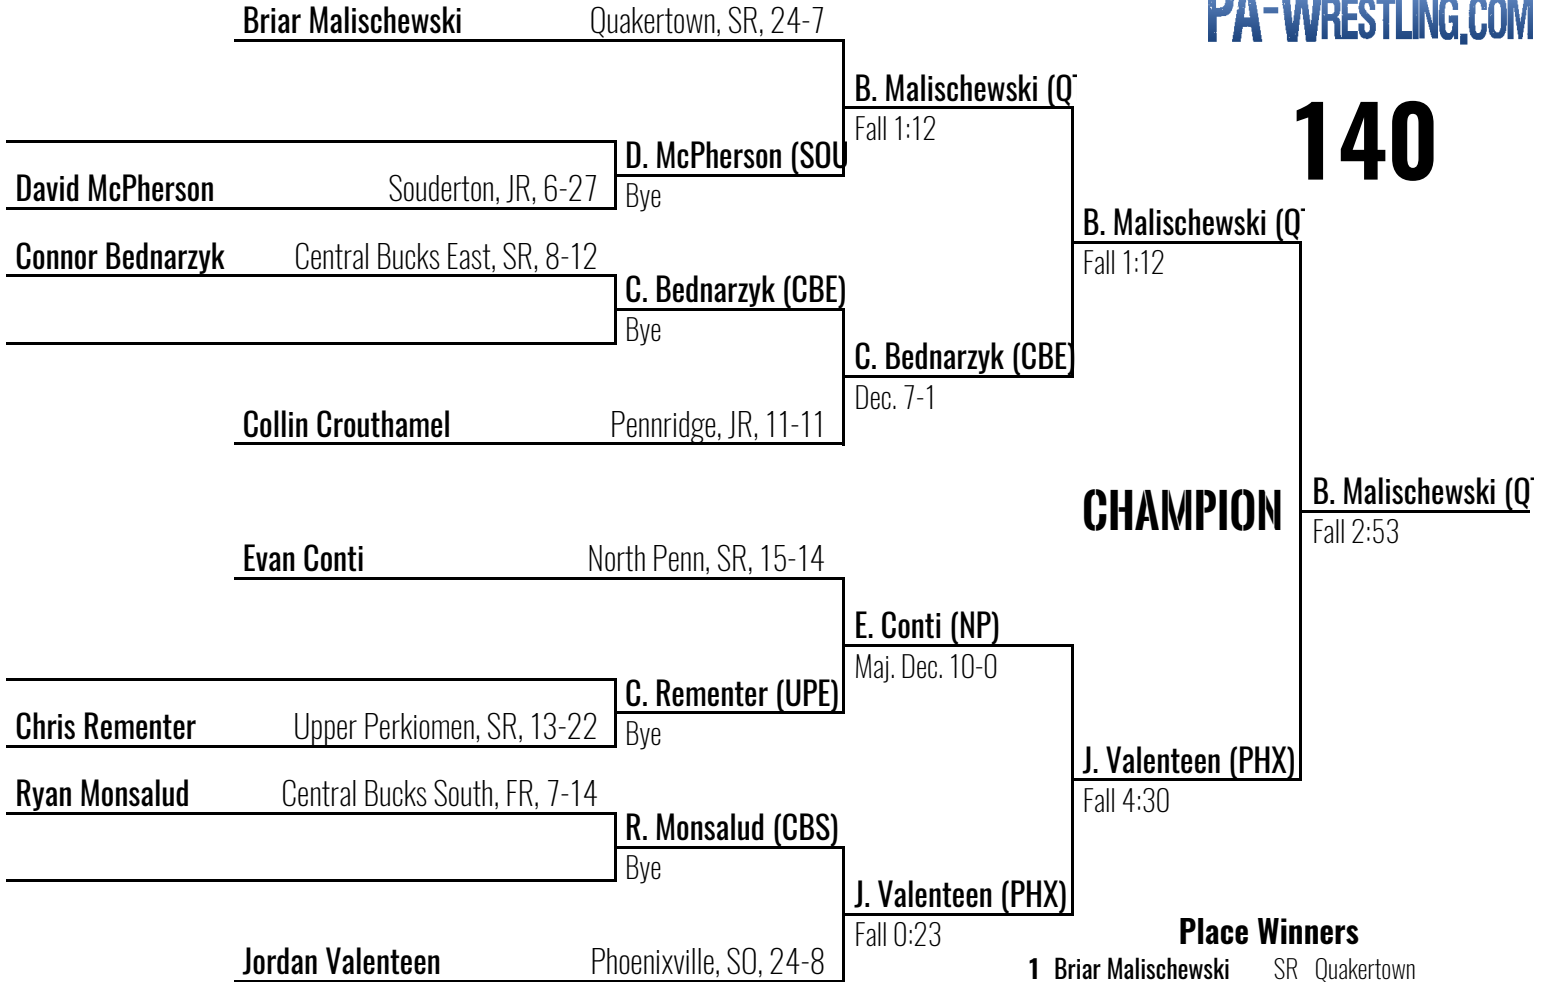 Briar Malischewski Quakertown, SR, 24-7
PA-WRESTLING.COM
B. Malischewski (QT
Fall 1:12
140
D. McPherson (SOU
Bye
David McPherson Souderton, JR, 6-27
B. Malischewski (QT
Fall 1:12
Connor Bednarzyk Central Bucks East, SR, 8-12
C. Bednarzyk (CBE)
Bye
C. Bednarzyk (CBE)
Dec. 7-1
Collin Crouthamel Pennridge, JR, 11-11
CHAMPION
B. Malischewski (QT
Fall 2:53
Evan Conti North Penn, SR, 15-14
E. Conti (NP)
Maj. Dec. 10-0
C. Rementer (UPE)
Bye
Chris Rementer Upper Perkiomen, SR, 13-22
J. Valenteen (PHX)
Fall 4:30
Ryan Monsalud Central Bucks South, FR, 7-14
R. Monsalud (CBS)
Bye
J. Valenteen (PHX)
Fall 0:23
Jordan Valenteen Phoenixville, SO, 24-8
Place Winners
1 Briar Malischewski SR Quakertown